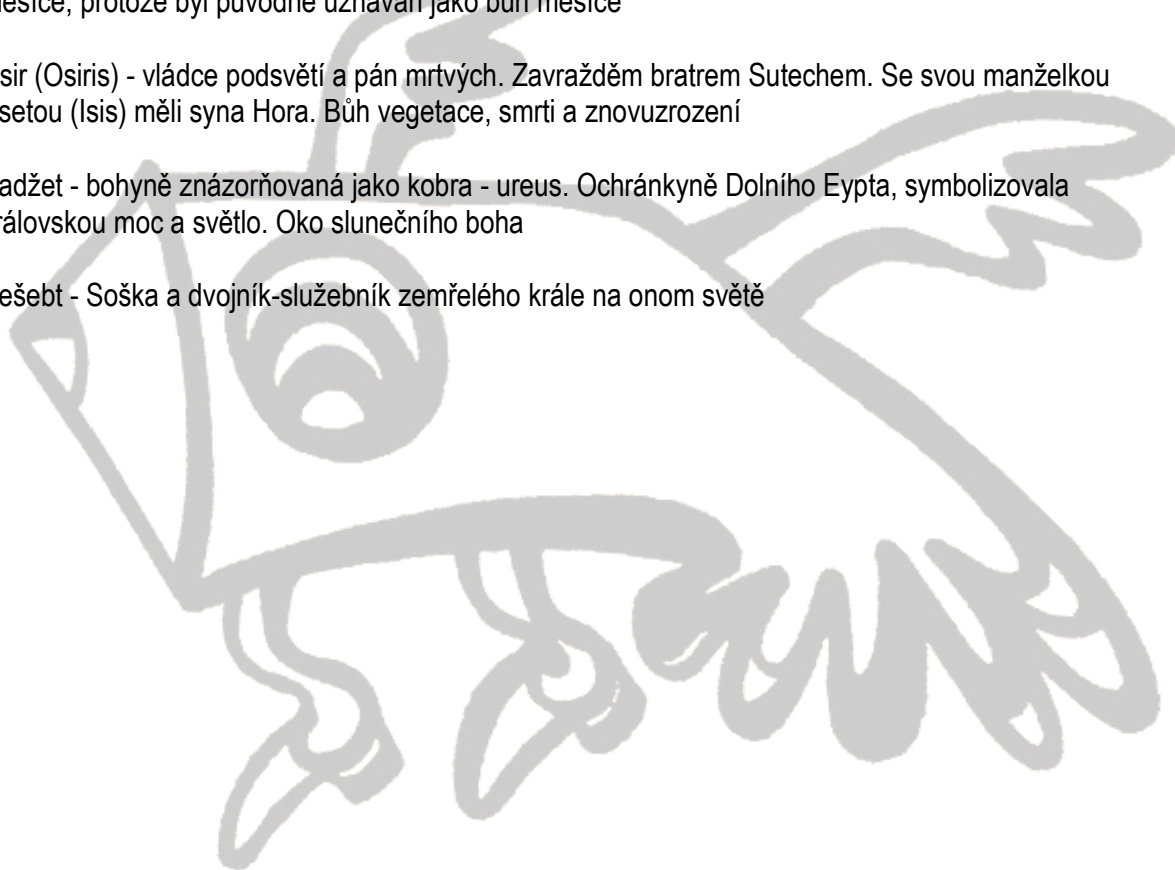 ěsíce, protože byl původně uznáván jako bůh měsíce
sir (Osiris) - vládce podsvětí a pán mrtvých. Zavražděm bratrem Sutechem. Se svou manželkou
setou (Isis) měli syna Hora. Bůh vegetace, smrti a znovuzrození
adžet - bohyně znázorňovaná jako kobra - ureus. Ochránkyně Dolního Eypta, symbolizovala
rálovskou moc a světlo. Oko slunečního boha
ešebt - Soška a dvojník-služebník zemřelého krále na onom světě